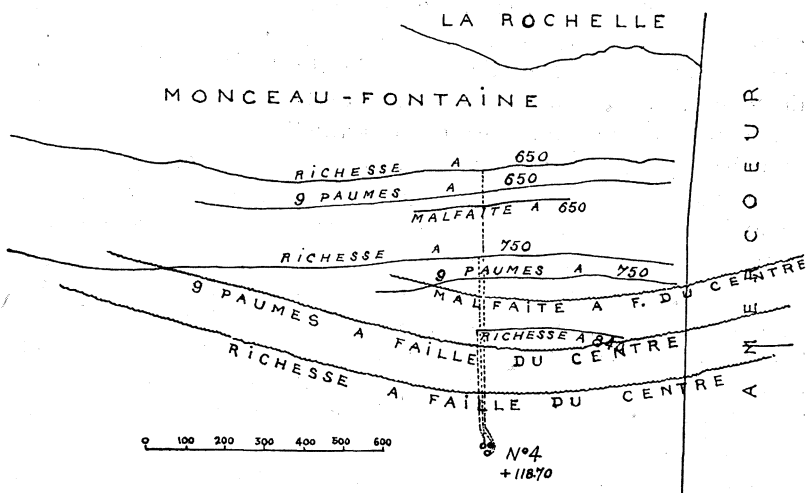 LA ROCHELLE
MONCEAU-FONTAiNE
AMERCOEUR
RiCHESSE A 650
9 PAUMES A 650
MALFAiTE A 650
RiCHESSE A 750
9 PAUMES A 750
MALFAiTE A F. DU CENTRE
9 PAUMES A FAiLLE DU CENTRE
RiCHESSE A
RiCHESSE A FAiLLE DU CENTRE
0 100 200 300 400 500 600
N°4
+118.70